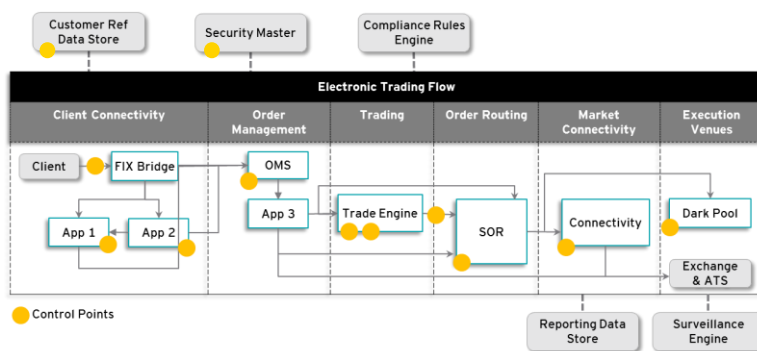 Customer Ref
Data Store
Security Master
Compliance Rules
Engine
Electronic Trading Flow
Client Connectivity
Order
Management
Trading
Order Routing
Market
Connectivity
Execution
Venues
Client
FIX Bridge
OMS
App 1
App 2
App 3
Trade Engine
SOR
Connectivity
Dark Pool
Exchange
& ATS
Control Points
Reporting Data
Store
Surveillance
Engine